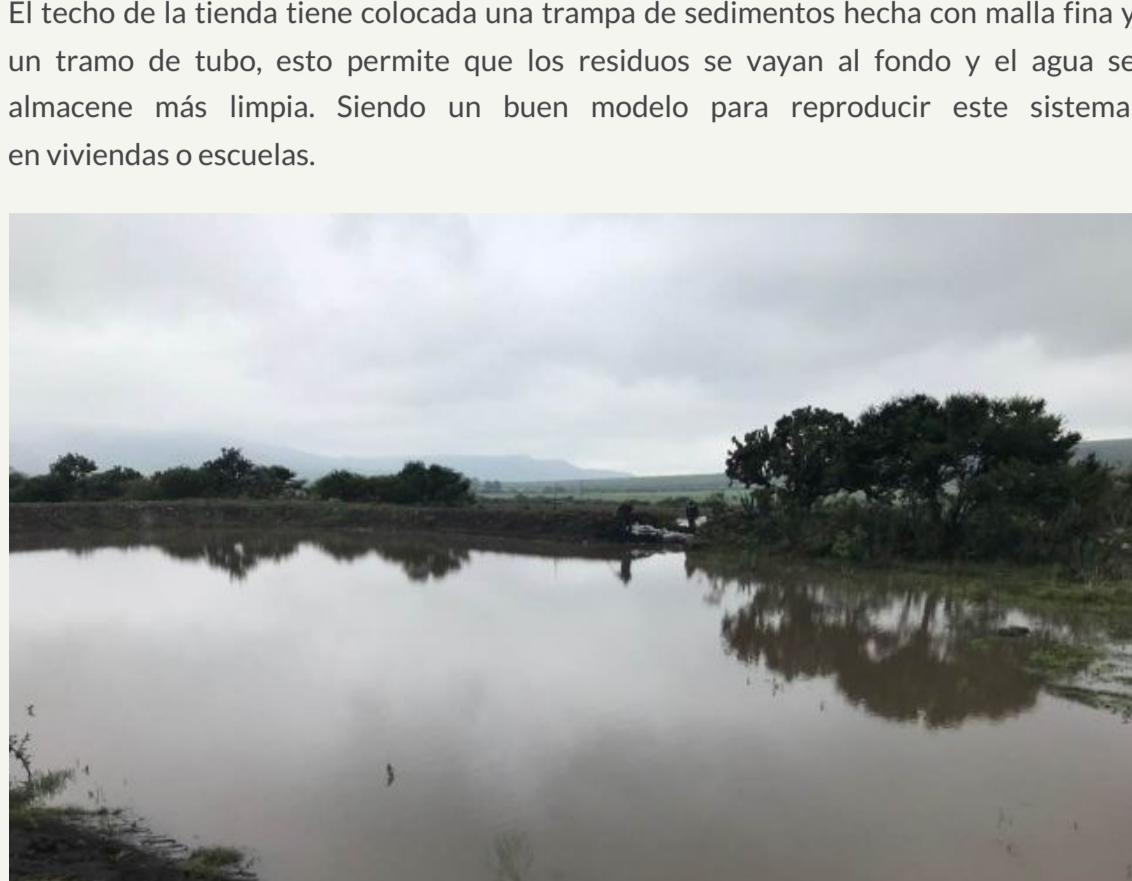 El techo de la tienda tiene colocada una trampa de sedimentos hecha con malla fina y
un tramo de tubo, esto permite que los residuos se vayan al fondo y el agua se
almacene más limpia. Siendo un buen modelo para reproducir este sistema
en viviendas o escuelas.